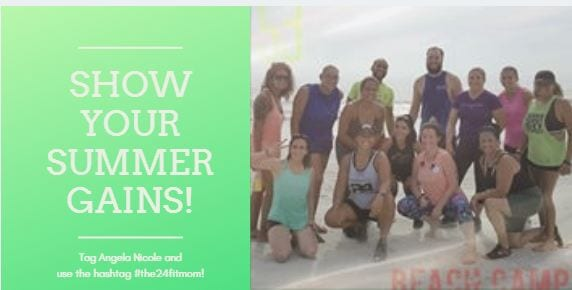 SHOW
YOUR
SUMMER
GAINS!
Tag Angela Nicole and
use the hashtag #the24fitmom!
BEACH CAMP